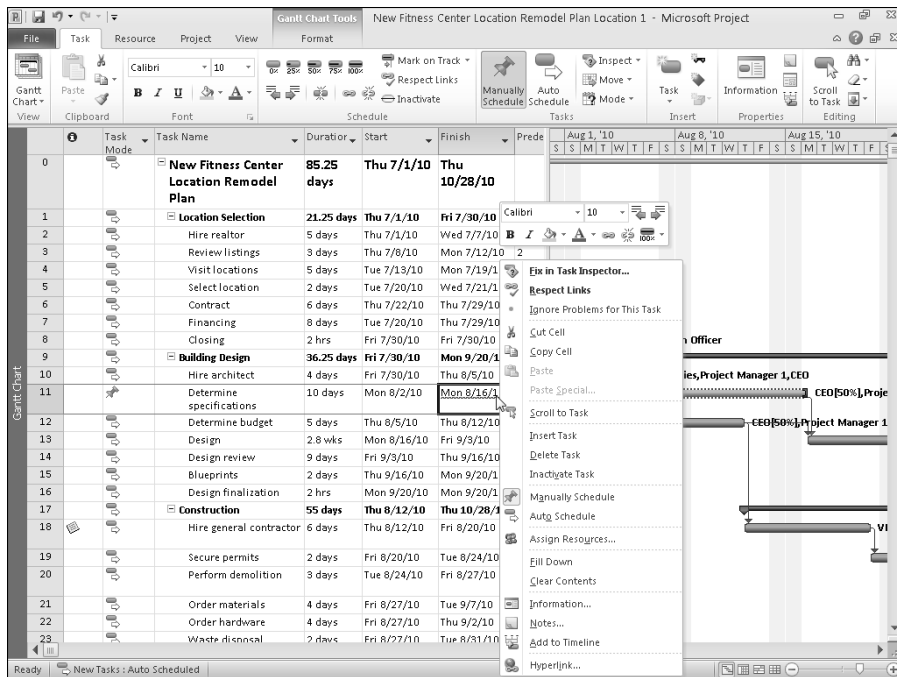 Gantt Chart Tools New Fitness Center Location Remodel Plan Location 1 - Microsoft Project
File Task Resource Project View Format
Gantt Chart
View
Paste
Clipboard
Calibri 10
B I U A
Font
0% 25% 50% 75% 100%
Mark on Track
Respect Links
Inactivate
Schedule
Manually Schedule
Auto Schedule
Inspect
Move
Mode
Tasks
Task
Insert
Information
Properties
Scroll to Task
Editing
Task Mode Task Name Duration Start Finish Prede Aug 1, '10 Aug 8, '10 Aug 15, '10
S S M T W T F S S M T W T F S S M T W T F S
0 New Fitness Center Location Remodel Plan 85.25 days Thu 7/1/10 Thu 10/28/10
1 Location Selection 21.25 days Thu 7/1/10 Fri 7/30/10
2 Hire realtor 5 days Thu 7/1/10 Wed 7/7/10
3 Review listings 3 days Thu 7/8/10 Mon 7/12/10 2
4 Visit locations 5 days Tue 7/13/10 Mon 7/19/1
5 Select location 2 days Tue 7/20/10 Wed 7/21/1
6 Contract 6 days Thu 7/22/10 Thu 7/29/10
7 Financing 8 days Tue 7/20/10 Thu 7/29/10
8 Closing 2 hrs Fri 7/30/10 Fri 7/30/10 Officer
9 Building Design 36.25 days Fri 7/30/10 Mon 9/20/1
10 Hire architect 4 days Fri 7/30/10 Thu 8/5/10 ies,Project Manager 1,CEO
11 Determine specifications 10 days Mon 8/2/10 Mon 8/16/1 CEO[50%],Proje
12 Determine budget 5 days Thu 8/5/10 Thu 8/12/10 CEO[50%],Project Manager 1
13 Design 2.8 wks Mon 8/16/10 Fri 9/3/10
14 Design review 9 days Fri 9/3/10 Thu 9/16/10
15 Blueprints 2 days Thu 9/16/10 Mon 9/20/1
16 Design finalization 2 hrs Mon 9/20/10 Mon 9/20/1
17 Construction 55 days Thu 8/12/10 Thu 10/28/1
18 Hire general contractor 6 days Thu 8/12/10 Fri 8/20/10
19 Secure permits 2 days Fri 8/20/10 Tue 8/24/10
20 Perform demolition 3 days Tue 8/24/10 Fri 8/27/10
21 Order materials 4 days Fri 8/27/10 Tue 9/7/10
22 Order hardware 4 days Fri 8/27/10 Thu 9/2/10
23 Waste disposal 2 days Fri 8/27/10 Tue 8/31/10
Gantt Chart
Calibri 10
B I A 100%
Fix in Task Inspector...
Respect Links
Ignore Problems for This Task
Cut Cell
Copy Cell
Paste
Paste Special...
Scroll to Task
Insert Task
Delete Task
Inactivate Task
Manually Schedule
Auto Schedule
Assign Resources...
Fill Down
Clear Contents
Information...
Notes...
Add to Timeline
Hyperlink...
Ready New Tasks : Auto Scheduled